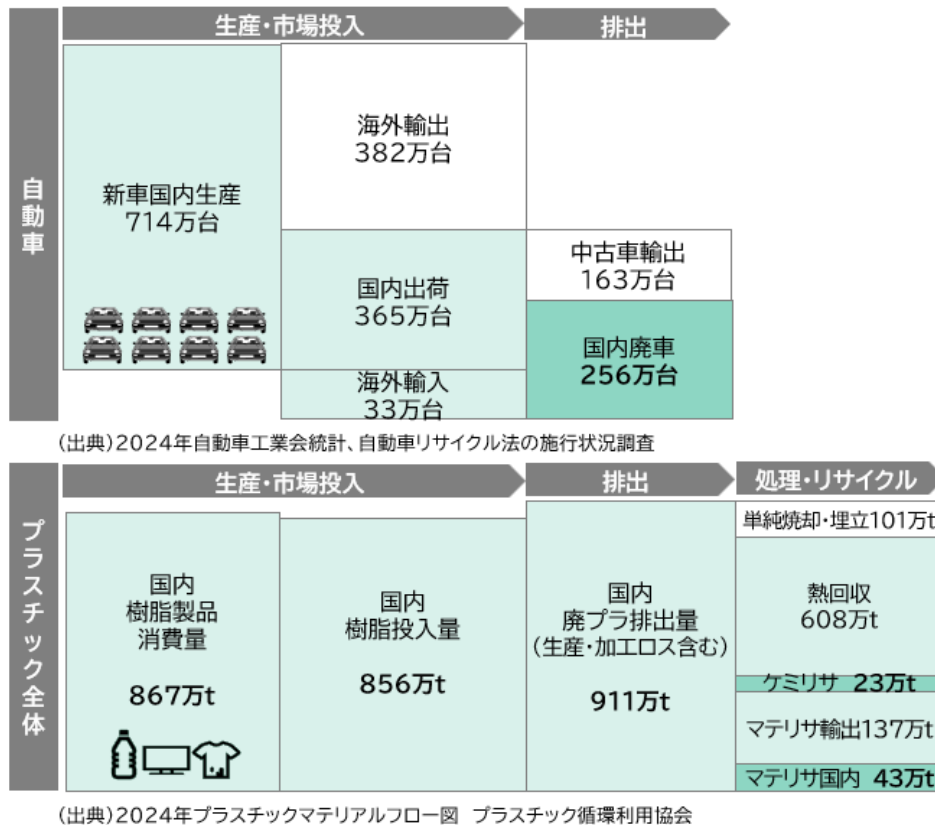 生産・市場投入
排出
自動車
新車国内生産
714万台
海外輸出
382万台
国内出荷
365万台
海外輸入
33万台
中古車輸出
163万台
国内廃車
256万台
(出典)2024年自動車工業会統計、自動車リサイクル法の施行状況調査
生産・市場投入
排出
処理・リサイクル
プラスチック全体
国内
樹脂製品
消費量
867万t
国内
樹脂投入量
856万t
国内
廃プラ排出量
(生産・加工ロス含む)
911万t
単純焼却・埋立101万t
熱回収
608万t
ケミリサ 23万t
マテリサ輸出137万t
マテリサ国内 43万t
(出典)2024年プラスチックマテリアルフロー図 プラスチック循環利用協会